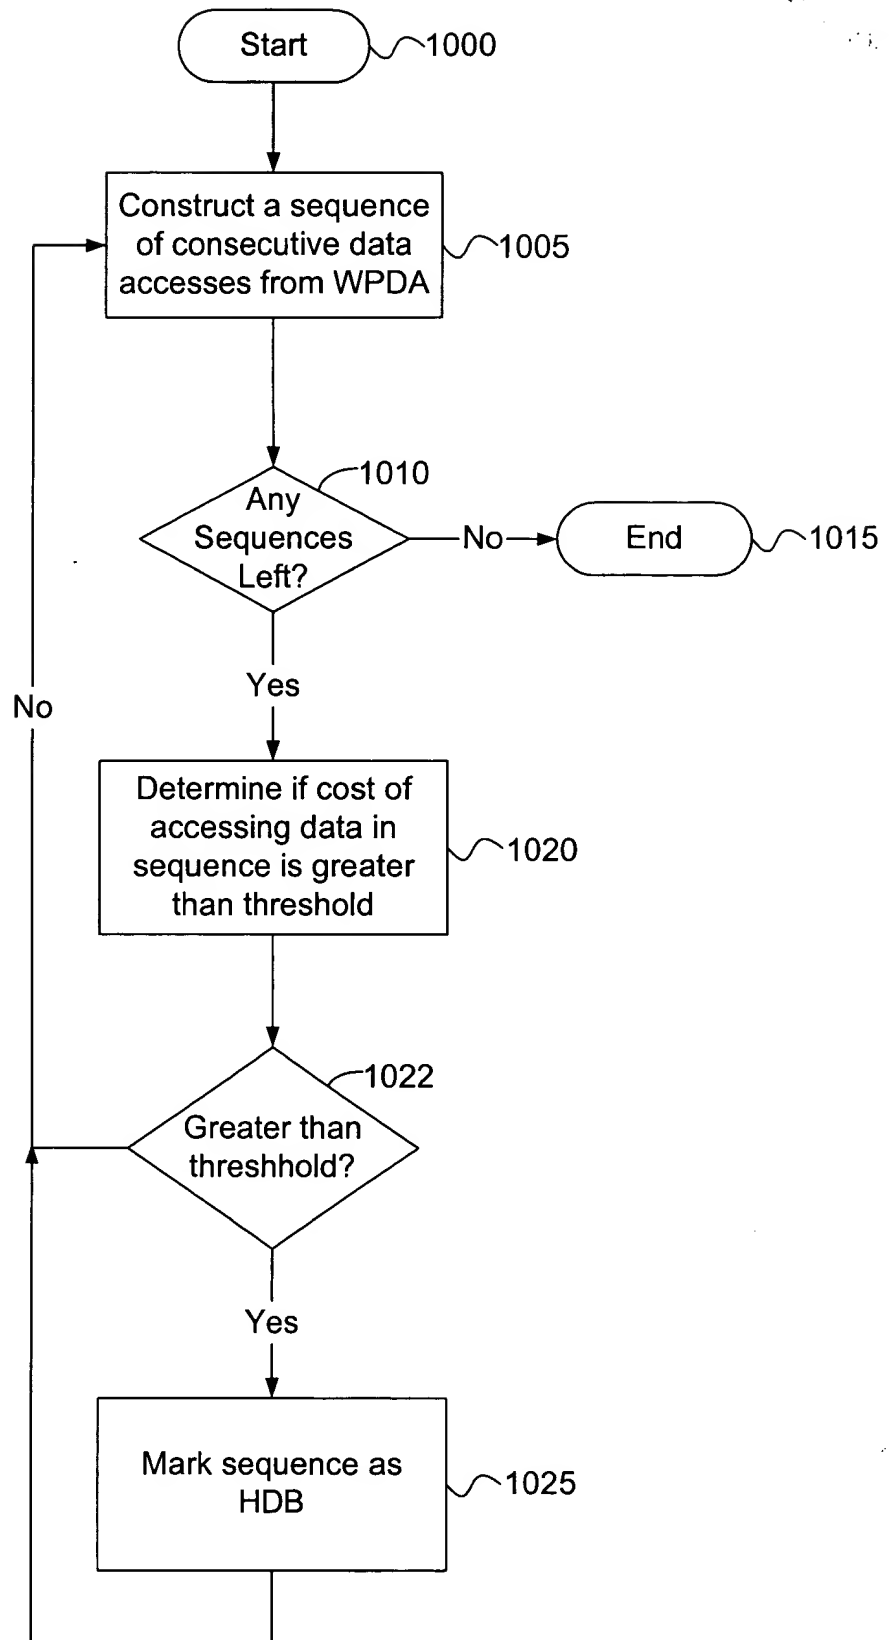 Start
1000
Construct a sequence
of consecutive data
accesses from WPDA
1005
1010
Any
Sequences
Left?
No
End
1015
Yes
No
Determine if cost of
accessing data in
sequence is greater
than threshold
1020
1022
Greater than
threshhold?
Yes
Mark sequence as
HDB
1025